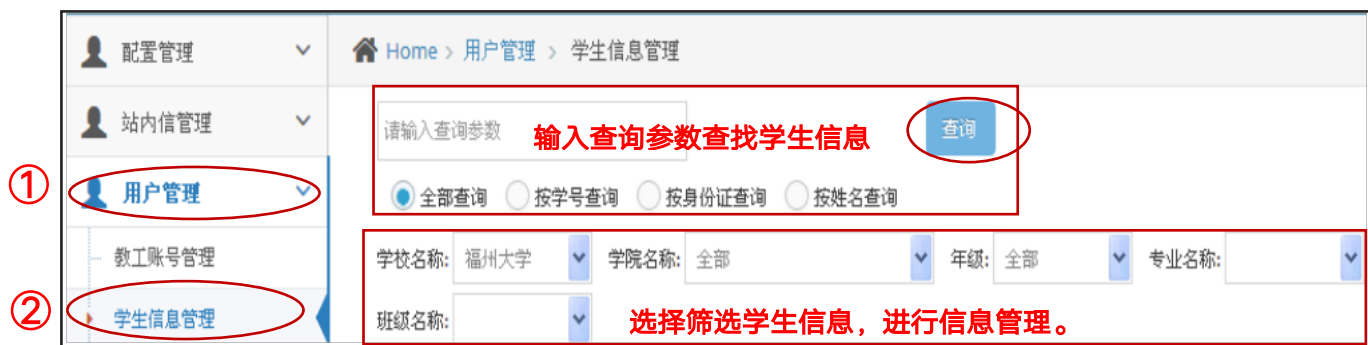 配置管理
Home > 用户管理 > 学生信息管理
站内信管理
请输入查询参数
输入查询参数查找学生信息
查询
①
用户管理
全部查询 按学号查询 按身份证查询 按姓名查询
教工账号管理
学校名称: 福州大学 学院名称: 全部 年级: 全部 专业名称:
②
学生信息管理
班级名称:
选择筛选学生信息，进行信息管理。